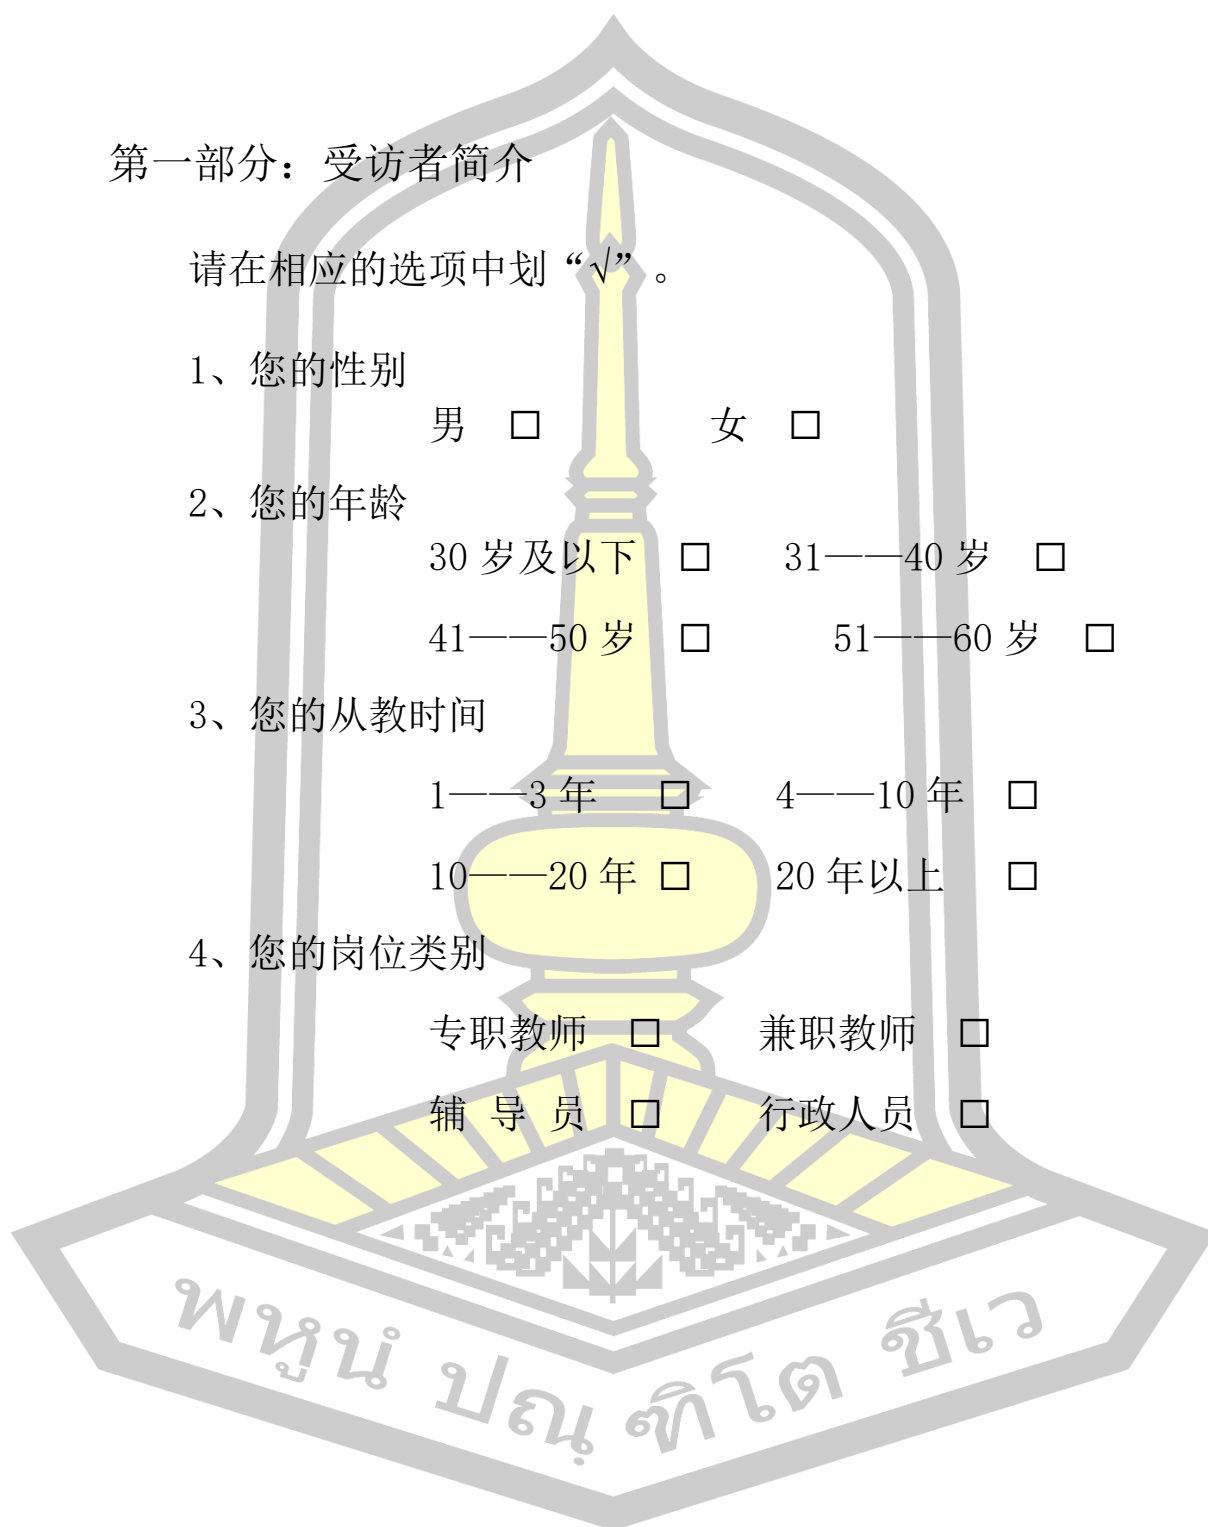 第一部分：受访者简介
请在相应的选项中划“√”。
1、您的性别
男 □ 女 □
2、您的年龄
30 岁及以下 □ 31——40 岁 □
41——50 岁 □ 51——60 岁 □
3、您的从教时间
1——3 年 □ 4——10 年 □
10——20 年 □ 20 年以上 □
4、您的岗位类别
专职教师 □ 兼职教师 □
辅 导 员 □ 行政人员 □
พหูนํ ปณฺฑิโต ชีเว